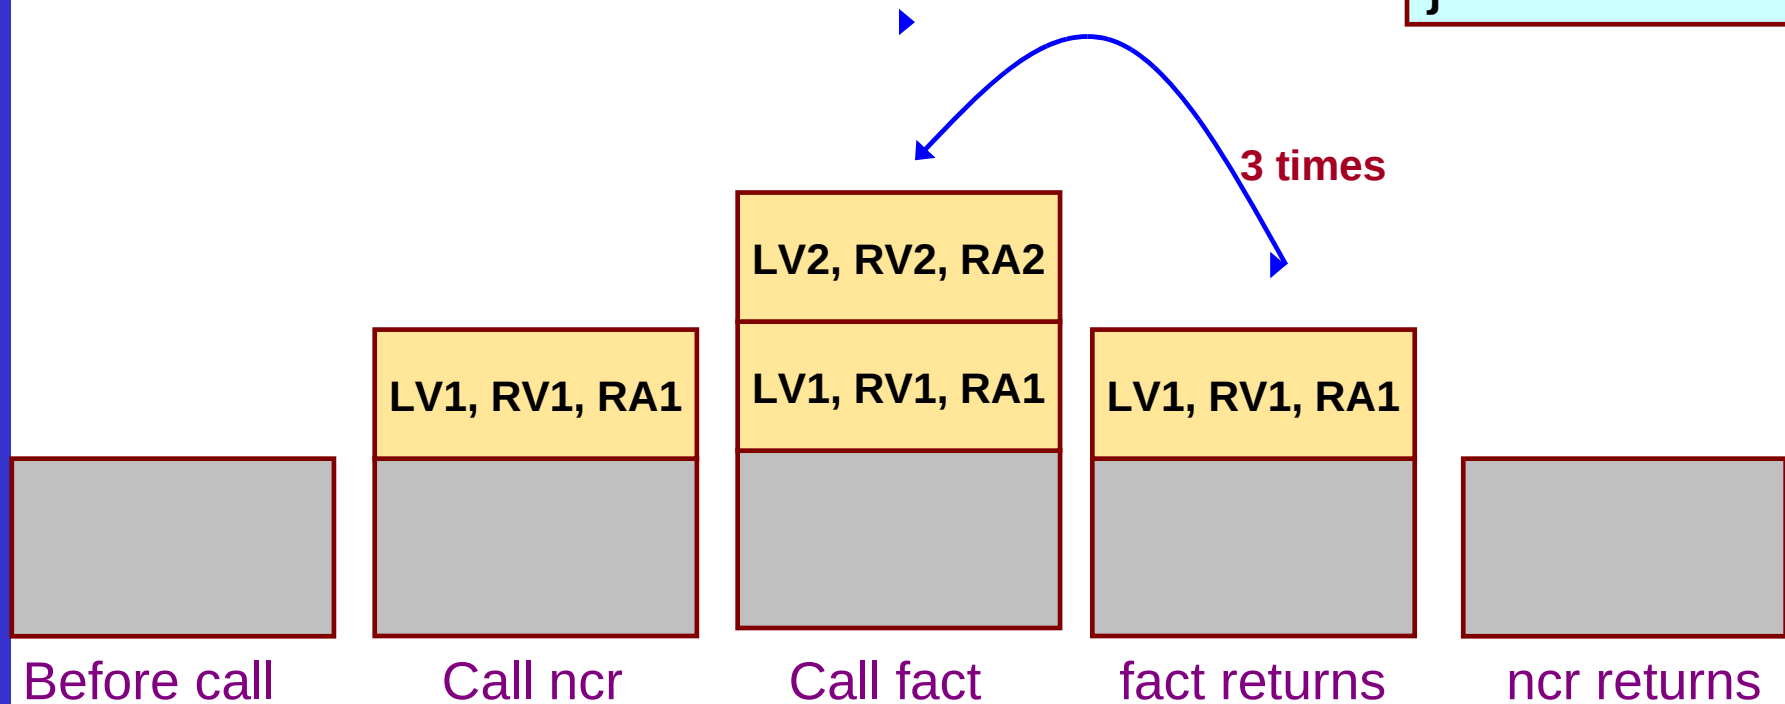 3 times
LV2, RV2, RA2
LV1, RV1, RA1
LV1, RV1, RA1
LV1, RV1, RA1
Before call
Call ncr
Call fact
fact returns
ncr returns